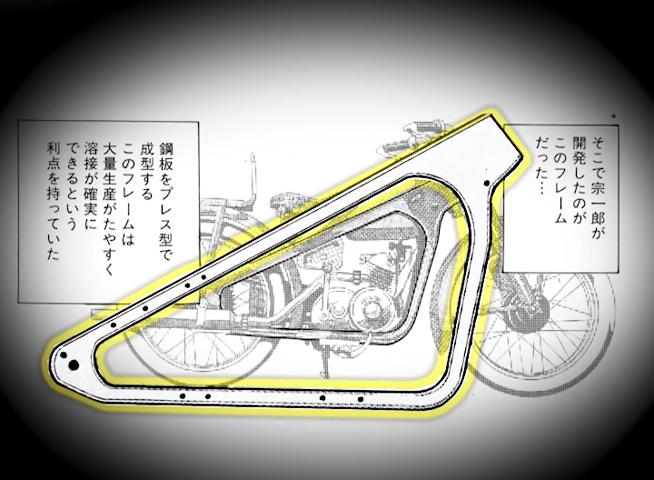 そこで宗一郎が
開発したのが
このフレーム
だった…
鋼板をプレス型で
成型する
このフレームは
大量生産がたやすく
溶接が確実に
できるという
利点を持っていた